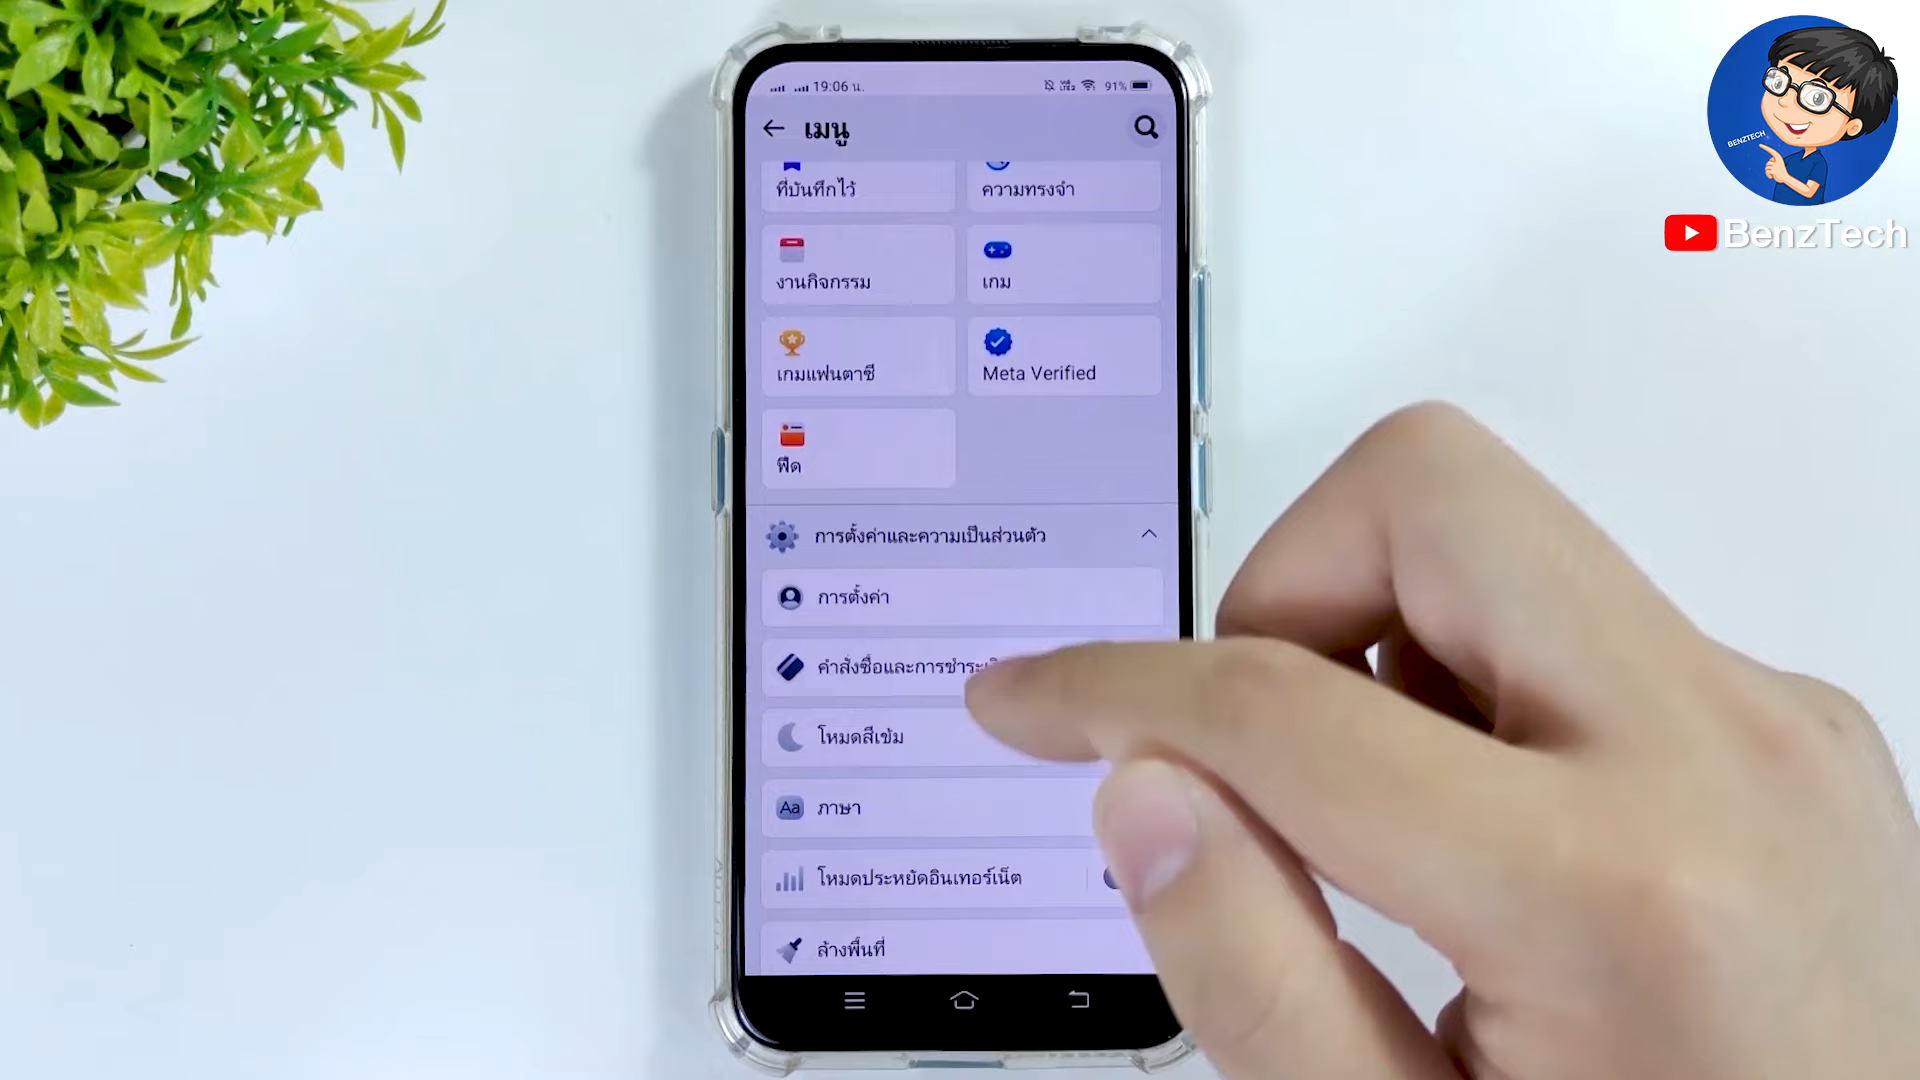 19:06 น.
91%
เมนู
ที่บันทึกไว้
ความทรงจำ
งานกิจกรรม
เกม
เกมแฟนตาซี
Meta Verified
ฟีด
การตั้งค่าและความเป็นส่วนตัว
การตั้งค่า
คำสั่งซื้อและการชำระ
โหมดสีเข้ม
Aa ภาษา
โหมดประหยัดอินเทอร์เน็ต
ล้างพื้นที่
BENZTECH
BenzTech